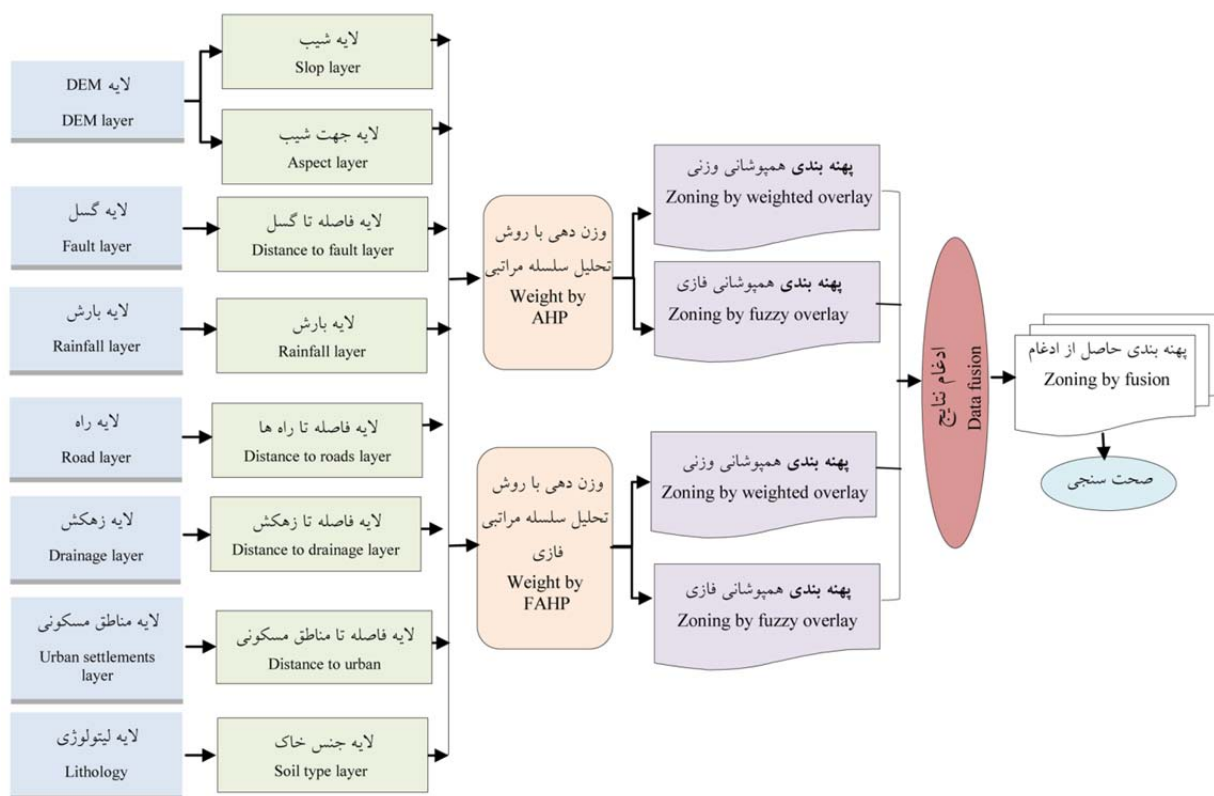 لایه DEM
DEM layer
لایه گسل
Fault layer
لایه بارش
Rainfall layer
لایه راه
Road layer
لایه زهکش
Drainage layer
لایه مناطق مسکونی
Urban settlements
layer
لایه لیتولوژی
Lithology
لایه شیب
Slop layer
لایه جهت شیب
Aspect layer
لایه فاصله تا گسل
Distance to fault layer
لایه بارش
Rainfall layer
لایه فاصله تا راه ها
Distance to roads layer
لایه فاصله تا زهکش
Distance to drainage layer
لایه فاصله تا مناطق مسکونی
Distance to urban
لایه جنس خاک
Soil type layer
وزن دهی با روش
تحلیل سلسله مراتبی
Weight by
AHP
وزن دهی با روش
تحلیل سلسله مراتبی
فازی
Weight by
FAHP
پهنه بندی همپوشانی وزنی
Zoning by weighted overlay
پهنه بندی همپوشانی فازی
Zoning by fuzzy overlay
پهنه بندی همپوشانی وزنی
Zoning by weighted overlay
پهنه بندی همپوشانی فازی
Zoning by fuzzy overlay
ادغام نتایج
Data fusion
پهنه بندی حاصل از ادغام
Zoning by fusion
صحت سنجی